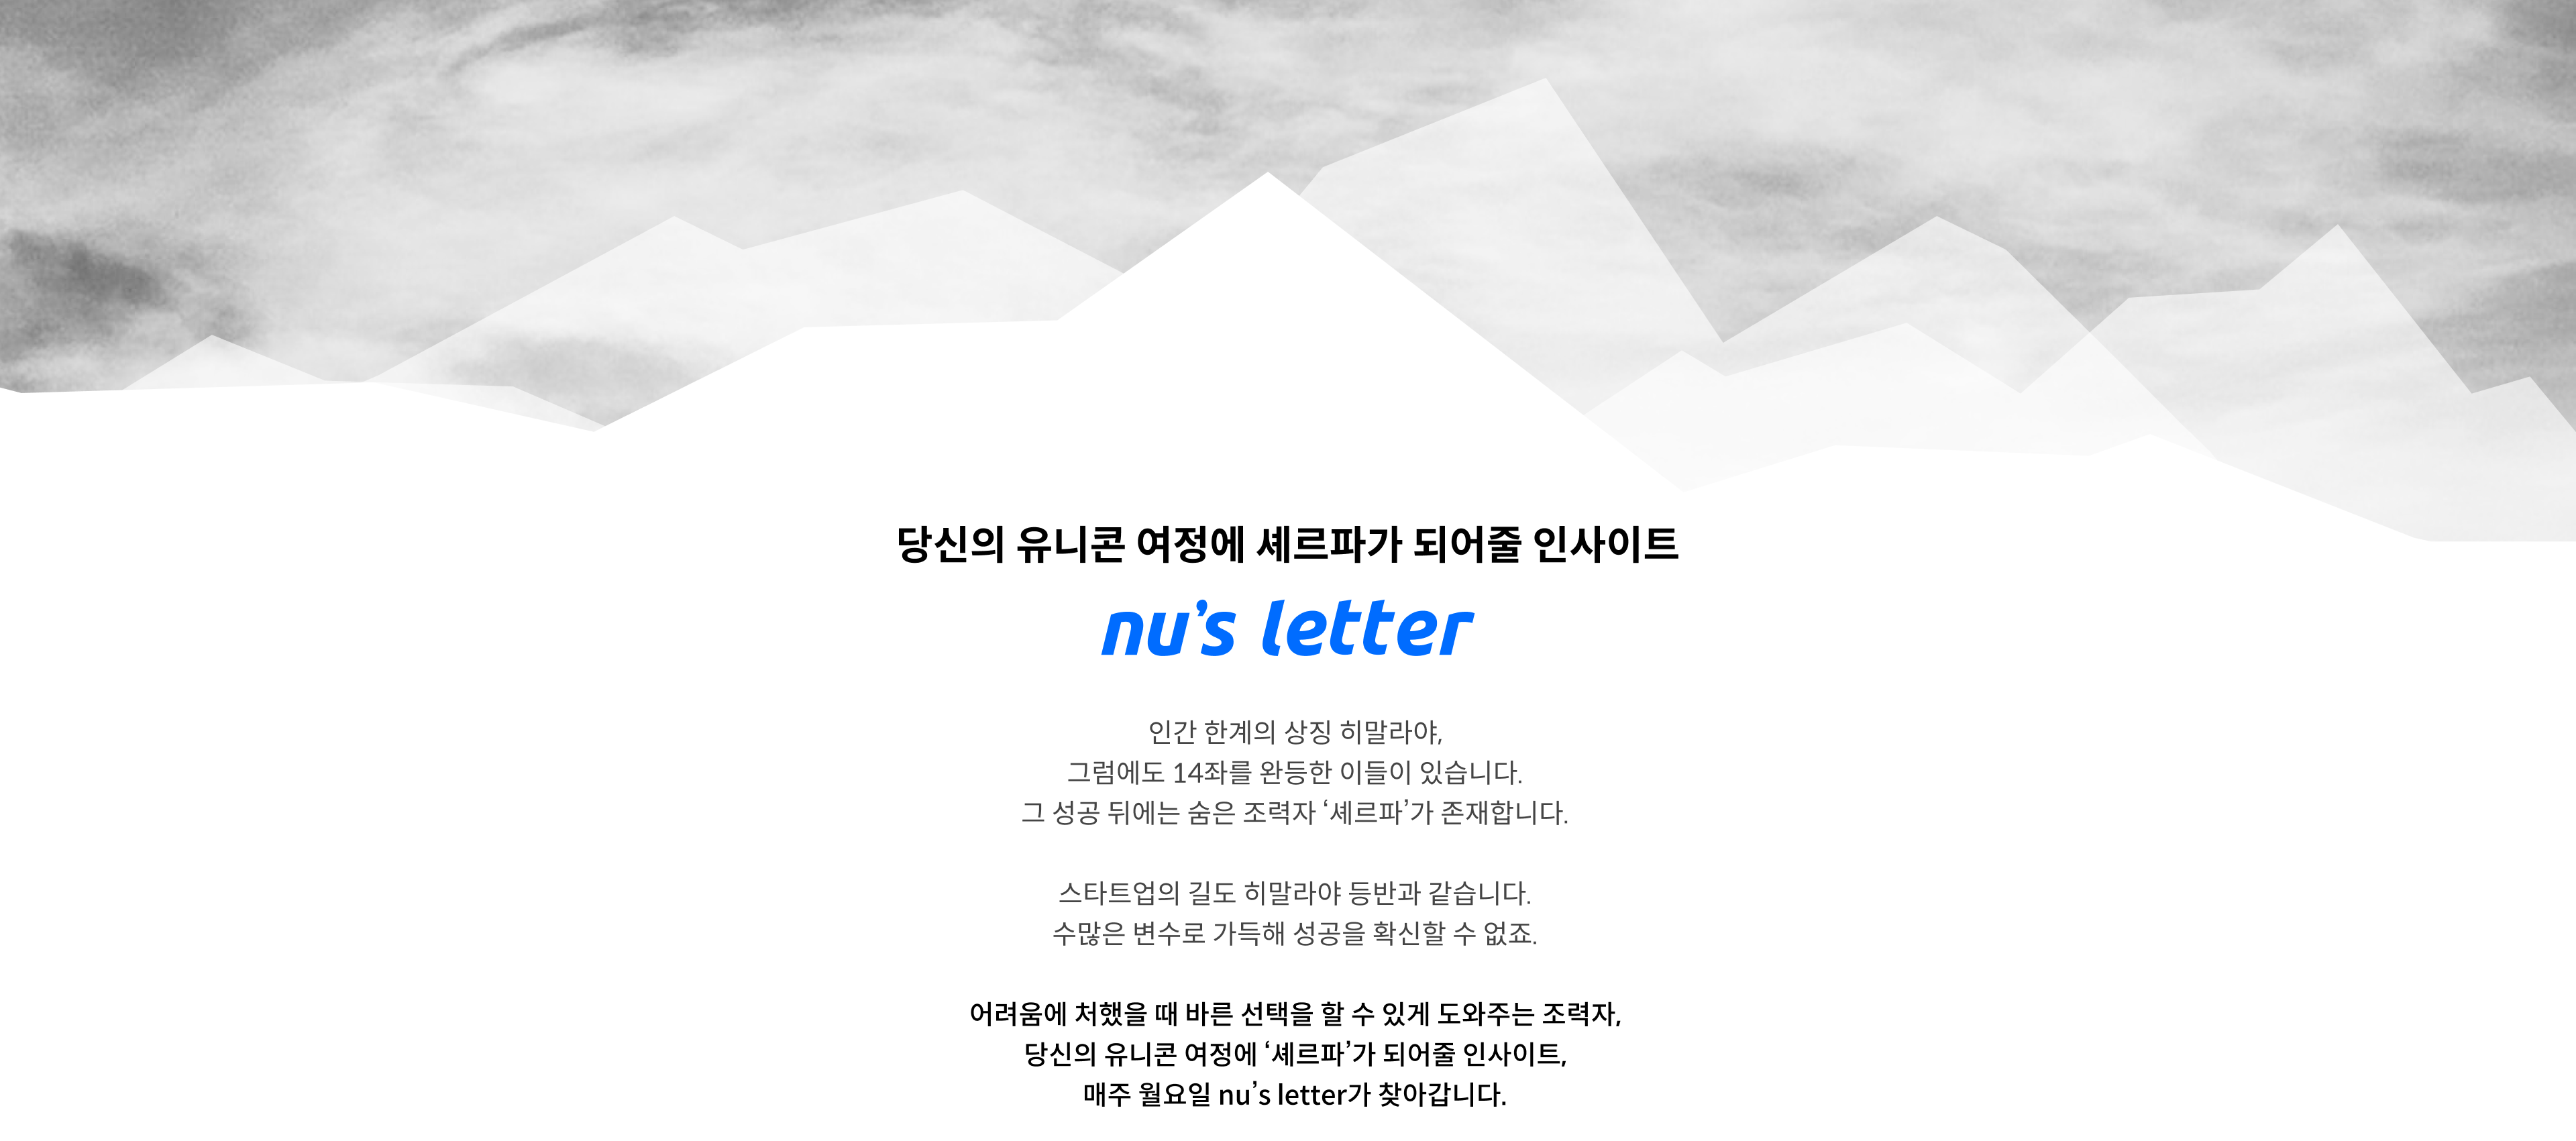 당신의 유니콘 여정에 셰르파가 되어줄 인사이트
nu’s letter
인간 한계의 상징 히말라야,
그럼에도 14좌를 완등한 이들이 있습니다.
그 성공 뒤에는 숨은 조력자 ‘셰르파’가 존재합니다.
스타트업의 길도 히말라야 등반과 같습니다.
수많은 변수로 가득해 성공을 확신할 수 없죠.
어려움에 처했을 때 바른 선택을 할 수 있게 도와주는 조력자,
당신의 유니콘 여정에 ‘셰르파’가 되어줄 인사이트,
매주 월요일 nu’s letter가 찾아갑니다.